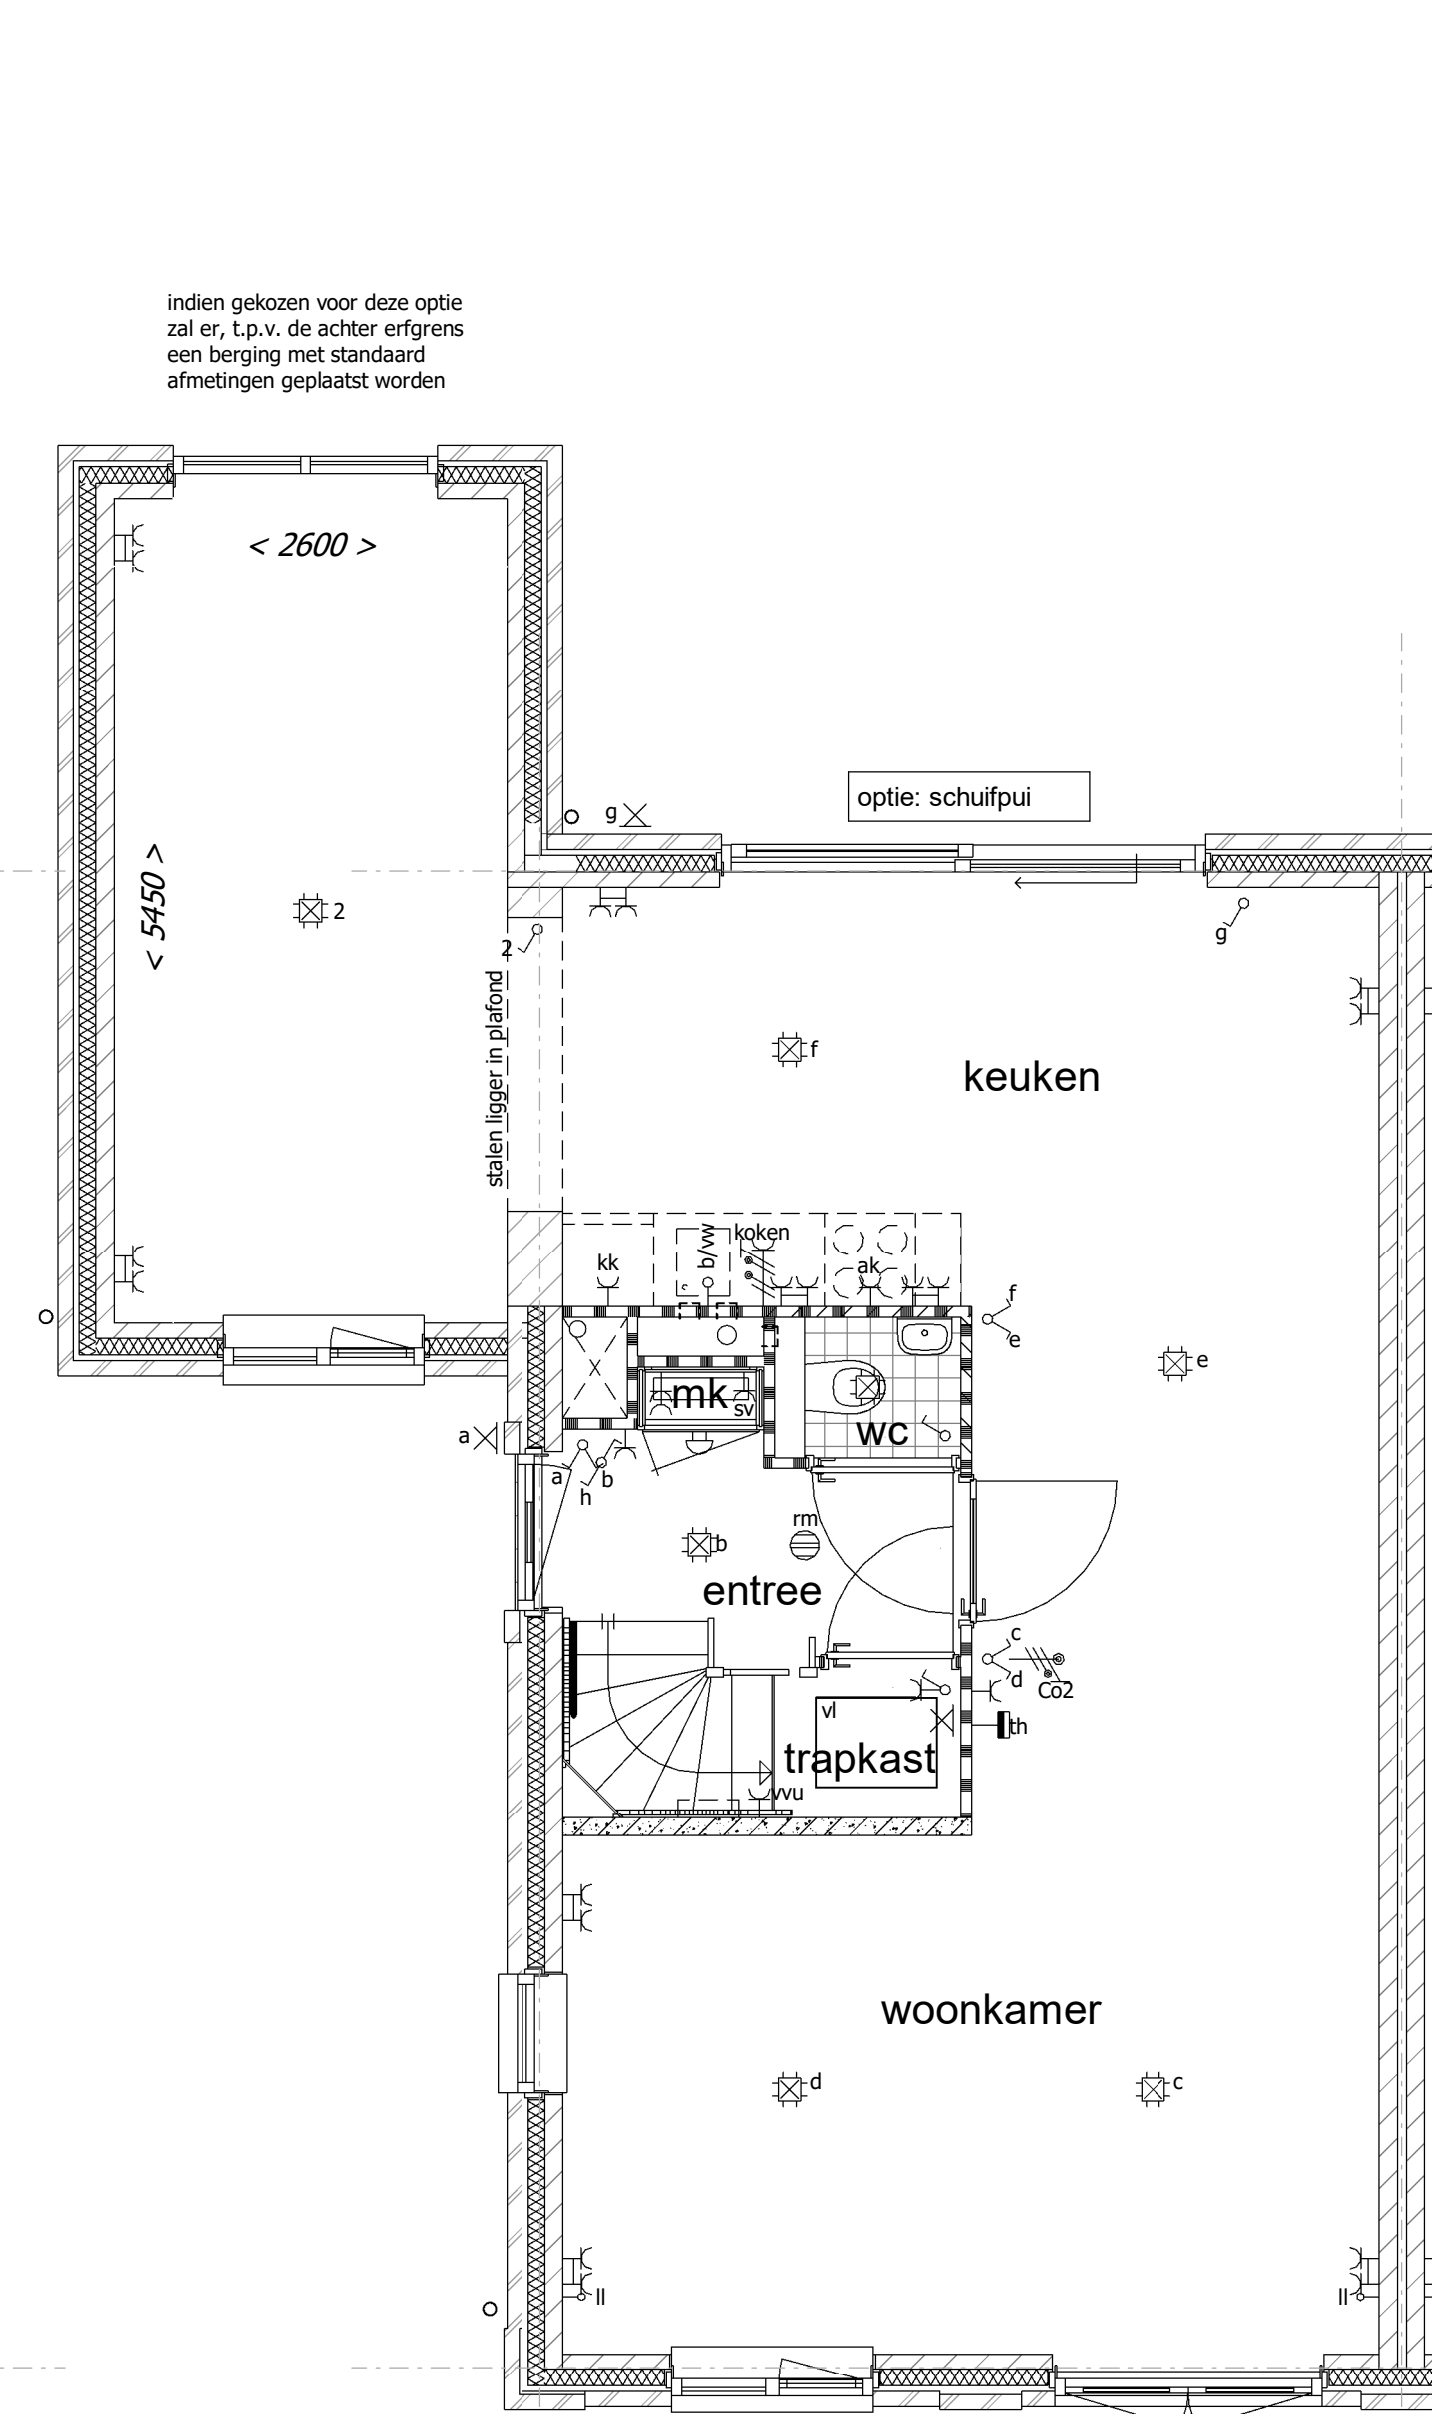 indien gekozen voor deze optie
zal er, t.p.v. de achter erfgrens
een berging met standaard
afmetingen geplaatst worden
< 2600 >
optie: schuifpui
g
< 5450 >
2
2
g
stalen ligger in plafond
f
keuken
kk
b/vw
koken
ak
f
e
e
mk
sv
wc
a
a
b
h
b
rm
entree
c
d
Co2
vl
th
trapkast
vvu
woonkamer
d
c
ll
ll